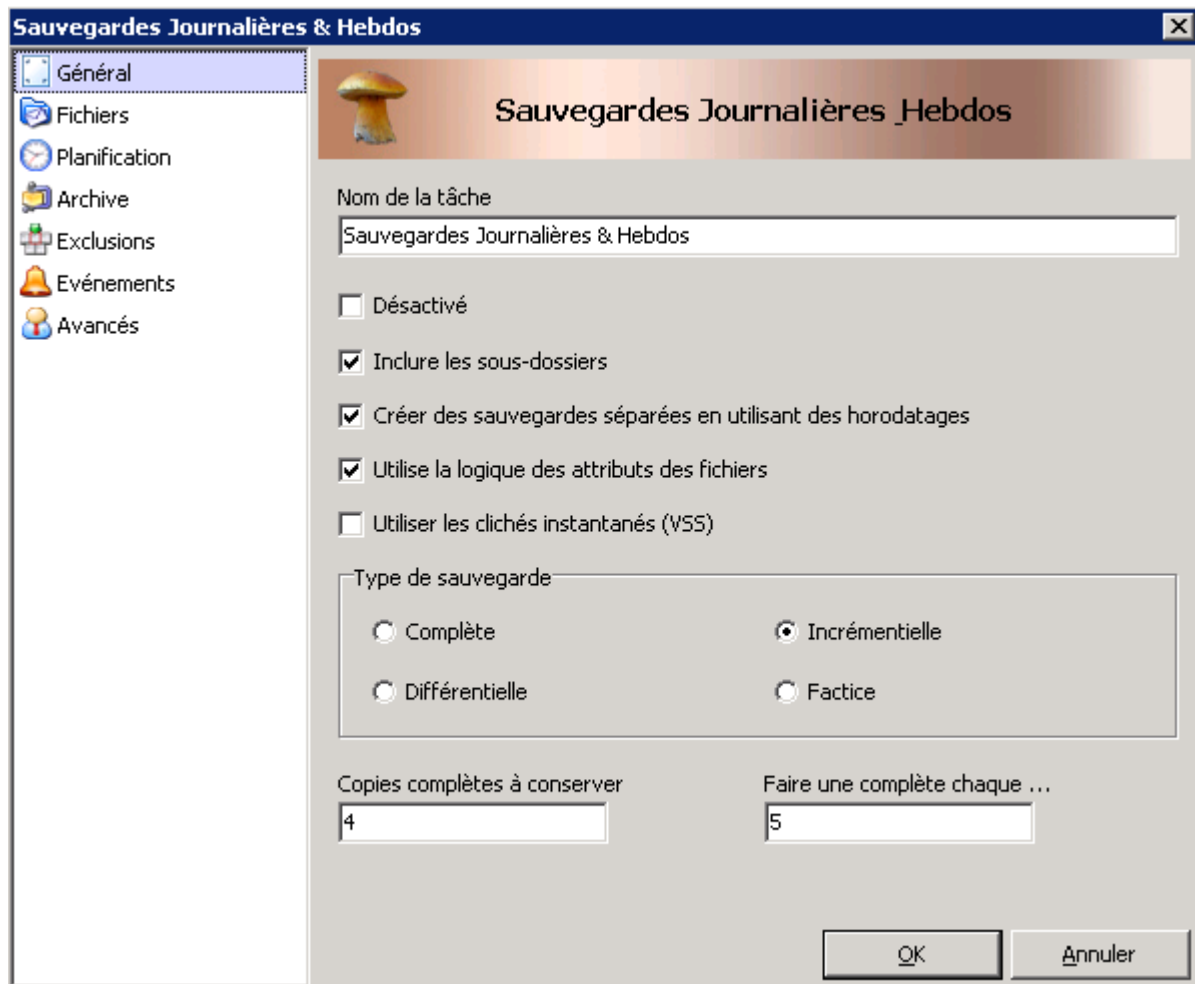 Sauvegardes Journalières & Hebdos
Général
Fichiers
Planification
Archive
Exclusions
Evénements
Avancés
Sauvegardes Journalières _Hebdos
Nom de la tâche
Sauvegardes Journalières & Hebdos
Désactivé
Inclure les sous-dossiers
Créer des sauvegardes séparées en utilisant des horodatages
Utilise la logique des attributs des fichiers
Utiliser les clichés instantanés (VSS)
Type de sauvegarde
Complète Incrémentielle
Différentielle Factice
Copies complètes à conserver Faire une complète chaque ...
4 5
OK Annuler